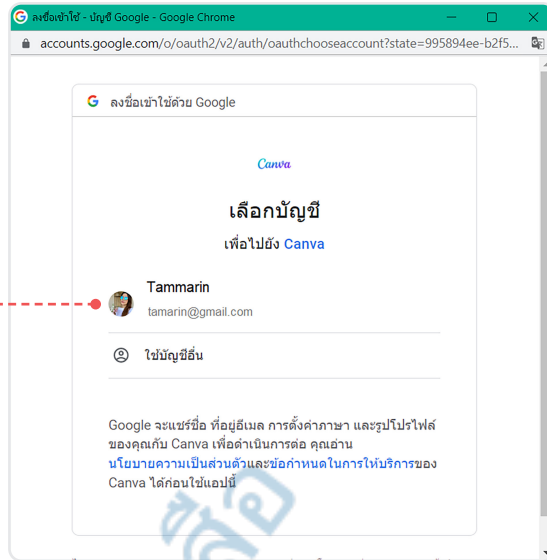 ลงชื่อเข้าใช้ - บัญชี Google - Google Chrome
accounts.google.com/o/oauth2/v2/auth/oauthchooseaccount?state=995894ee-b2f5...
ลงชื่อเข้าใช้ด้วย Google
Canva
เลือกบัญชี
เพื่อไปยัง Canva
Tammarin
tamarin@gmail.com
ใช้บัญชีอื่น
Google จะแชร์ชื่อ ที่อยู่อีเมล การตั้งค่าภาษา และรูปโปรไฟล์
ของคุณกับ Canva เพื่อดำเนินการต่อ คุณอ่าน
นโยบายความเป็นส่วนตัวและข้อกำหนดในการให้บริการของ
Canva ได้ก่อนใช้แอปนี้